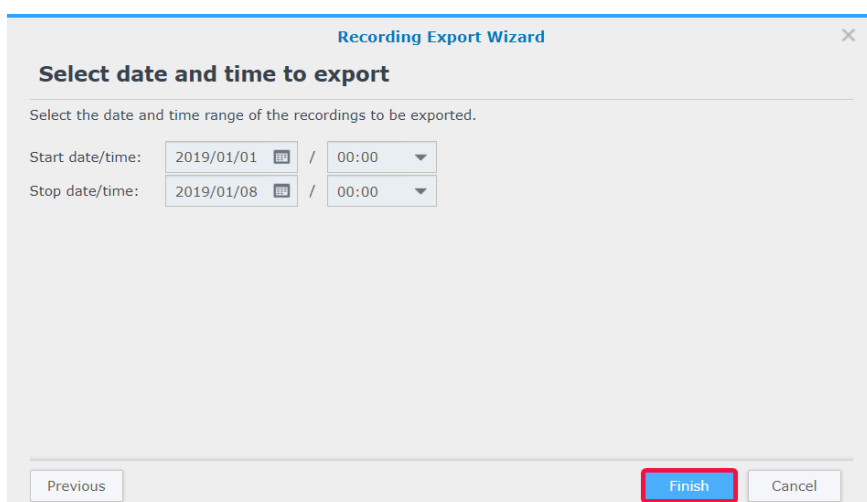 Recording Export Wizard
Select date and time to export
Select the date and time range of the recordings to be exported.
Start date/time: 2019/01/01 / 00:00
Stop date/time: 2019/01/08 / 00:00
Previous Finish Cancel